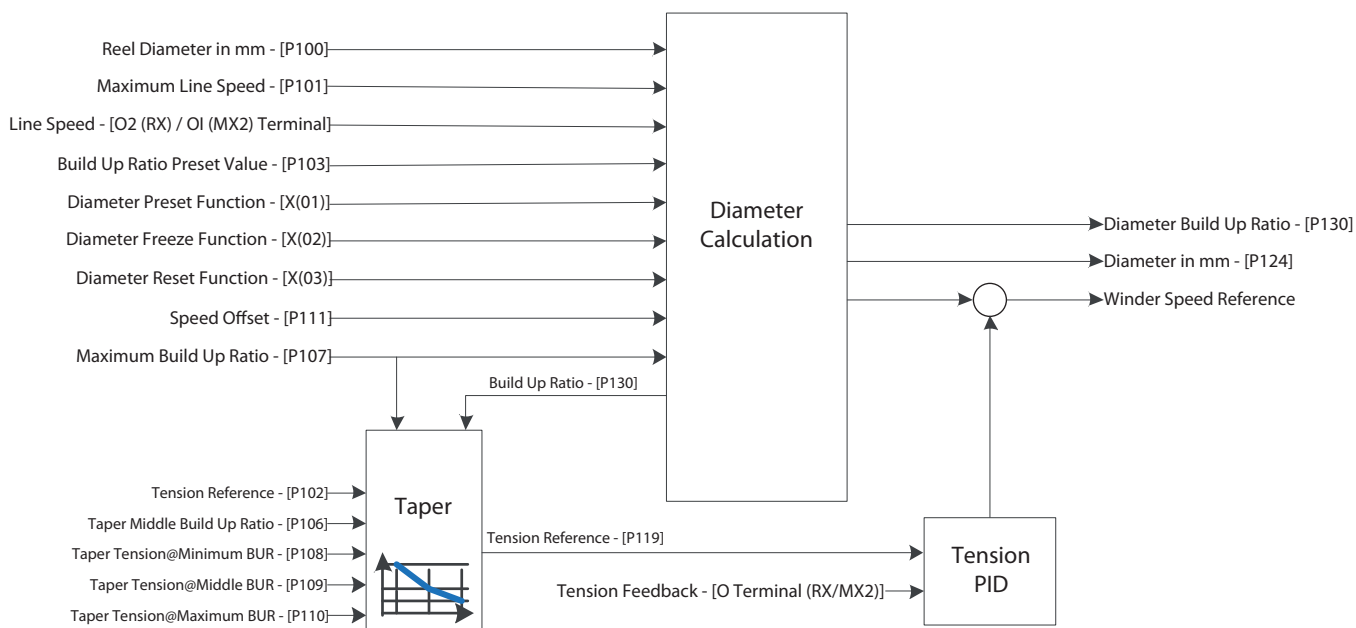 Reel Diameter in mm - [P100]
Maximum Line Speed - [P101]
Line Speed - [O2 (RX) / OI (MX2) Terminal]
Build Up Ratio Preset Value - [P103]
Diameter Preset Function - [X(01)]
Diameter Freeze Function - [X(02)]
Diameter Reset Function - [X(03)]
Speed Offset - [P111]
Maximum Build Up Ratio - [P107]
Diameter
Calculation
Diameter Build Up Ratio - [P130]
Diameter in mm - [P124]
Winder Speed Reference
Build Up Ratio - [P130]
Tension Reference - [P102]
Taper Middle Build Up Ratio - [P106]
Taper Tension@Minimum BUR - [P108]
Taper Tension@Middle BUR - [P109]
Taper Tension@Maximum BUR - [P110]
Taper
Tension Reference - [P119]
Tension Feedback - [O Terminal (RX/MX2)]
Tension
PID